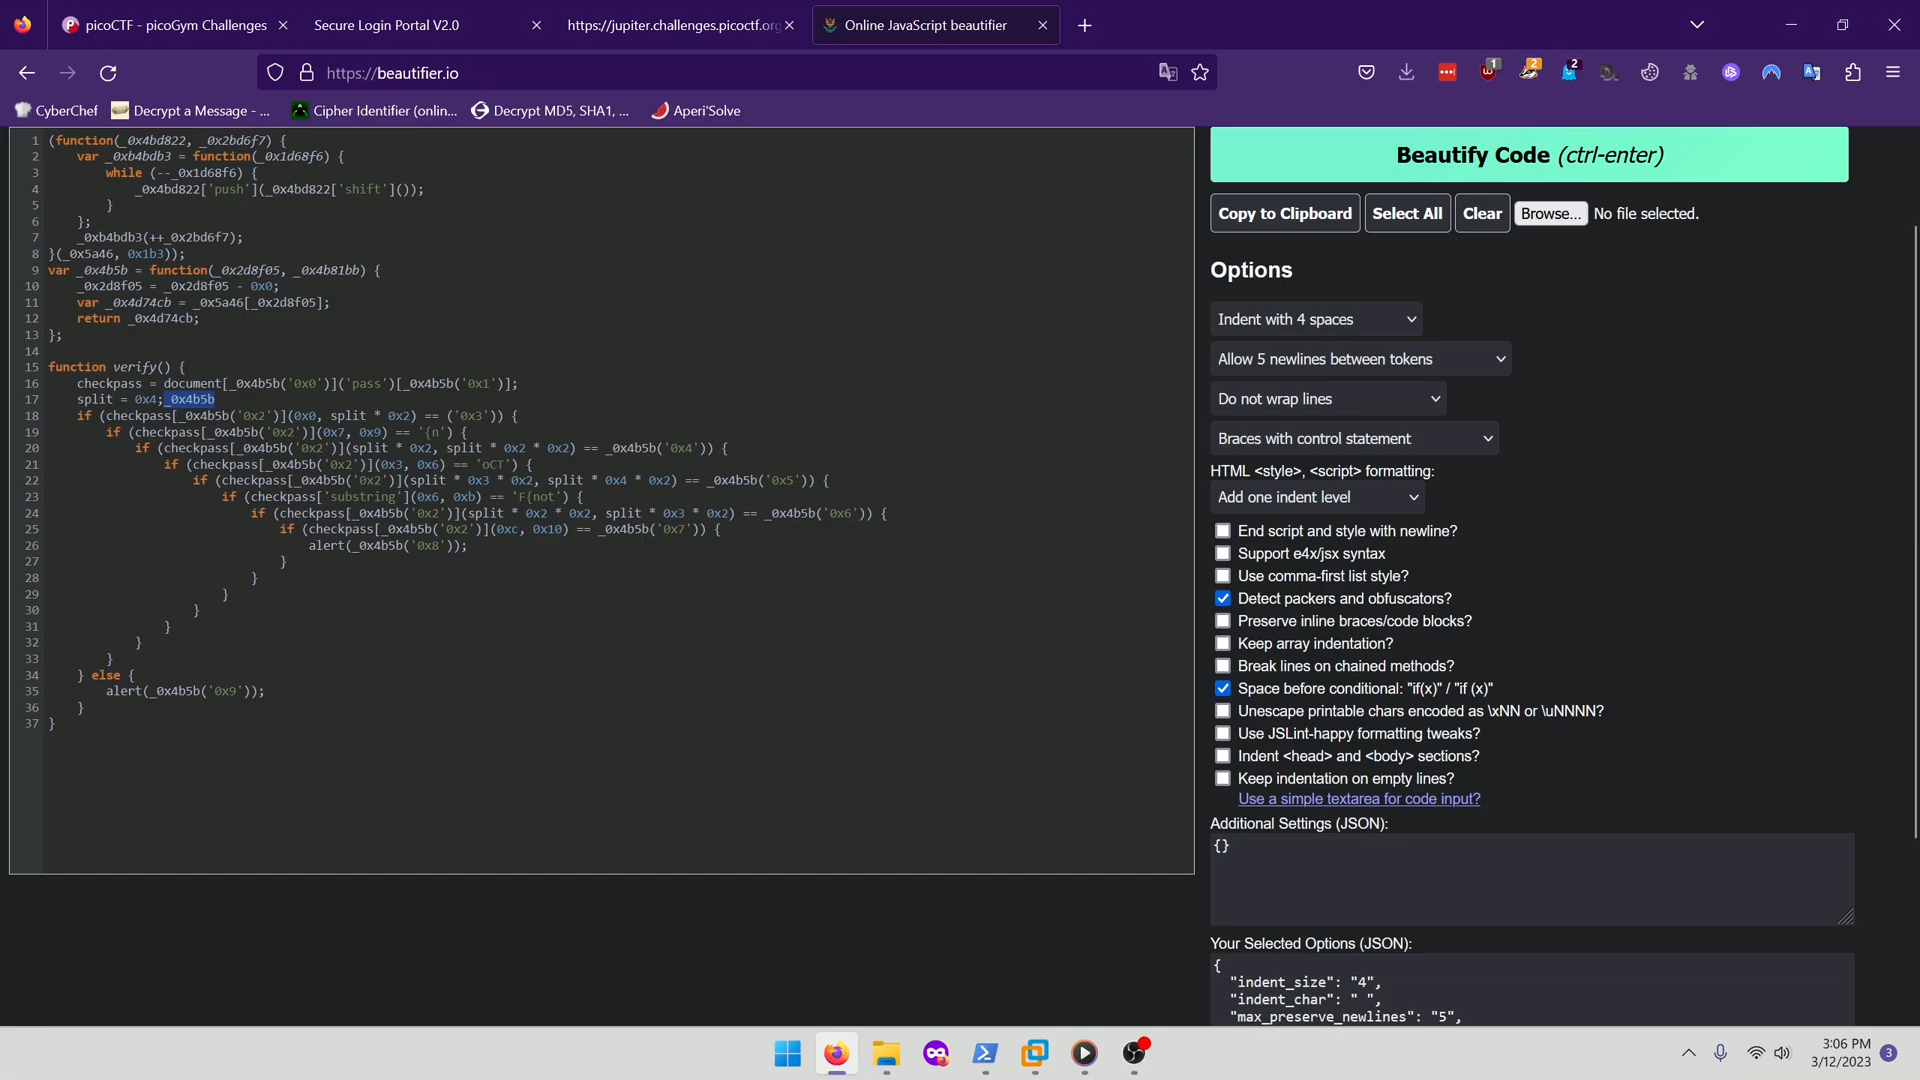 picoCTF - picoGym Challenges
Secure Login Portal V2.0
https://jupiter.challenges.picoctf.org
Online JavaScript beautifier
https://beautifier.io
1
2
2
CyberChef
Decrypt a Message - ...
Cipher Identifier (onlin...
Decrypt MD5, SHA1, ...
Aperi'Solve
1 (function(_0x4bd822, _0x2bd6f7) {
2 var _0xb4bdb3 = function(_0x1d68f6) {
3 while (--_0x1d68f6) {
4 _0x4bd822['push'](_0x4bd822['shift']());
5 }
6 };
7 _0xb4bdb3(++_0x2bd6f7);
8 }(_0x5a46, 0x1b3));
9 var _0x4b5b = function(_0x2d8f05, _0x4b81bb) {
10 _0x2d8f05 = _0x2d8f05 - 0x0;
11 var _0x4d74cb = _0x5a46[_0x2d8f05];
12 return _0x4d74cb;
13 };
14
15 function verify() {
16 checkpass = document[_0x4b5b('0x0')]('pass')[_0x4b5b('0x1')];
17 split = 0x4;_0x4b5b
18 if (checkpass[_0x4b5b('0x2')](0x0, split * 0x2) == ('0x3')) {
19 if (checkpass[_0x4b5b('0x2')](0x7, 0x9) == '{n') {
20 if (checkpass[_0x4b5b('0x2')](split * 0x2, split * 0x2 * 0x2) == _0x4b5b('0x4')) {
21 if (checkpass[_0x4b5b('0x2')](0x3, 0x6) == 'oCT') {
22 if (checkpass[_0x4b5b('0x2')](split * 0x3 * 0x2, split * 0x4 * 0x2) == _0x4b5b('0x5')) {
23 if (checkpass['substring'](0x6, 0xb) == 'F{not') {
24 if (checkpass[_0x4b5b('0x2')](split * 0x2 * 0x2, split * 0x3 * 0x2) == _0x4b5b('0x6')) {
25 if (checkpass[_0x4b5b('0x2')](0xc, 0x10) == _0x4b5b('0x7')) {
26 alert(_0x4b5b('0x8'));
27 }
28 }
29 }
30 }
31 }
32 }
33 }
34 } else {
35 alert(_0x4b5b('0x9'));
36 }
37 }
Beautify Code (ctrl-enter)
Copy to Clipboard Select All Clear Browse... No file selected.
Options
Indent with 4 spaces
Allow 5 newlines between tokens
Do not wrap lines
Braces with control statement
HTML <style>, <script> formatting:
Add one indent level
End script and style with newline?
Support e4x/jsx syntax
Use comma-first list style?
Detect packers and obfuscators?
Preserve inline braces/code blocks?
Keep array indentation?
Break lines on chained methods?
Space before conditional: "if(x)" / "if (x)"
Unescape printable chars encoded as \xNN or \uNNNN?
Use JSLint-happy formatting tweaks?
Indent <head> and <body> sections?
Keep indentation on empty lines?
Use a simple textarea for code input?
Additional Settings (JSON):
{}
Your Selected Options (JSON):
{
"indent_size": "4",
"indent_char": " ",
"max_preserve_newlines": "5",
3:06 PM
3/12/2023
3